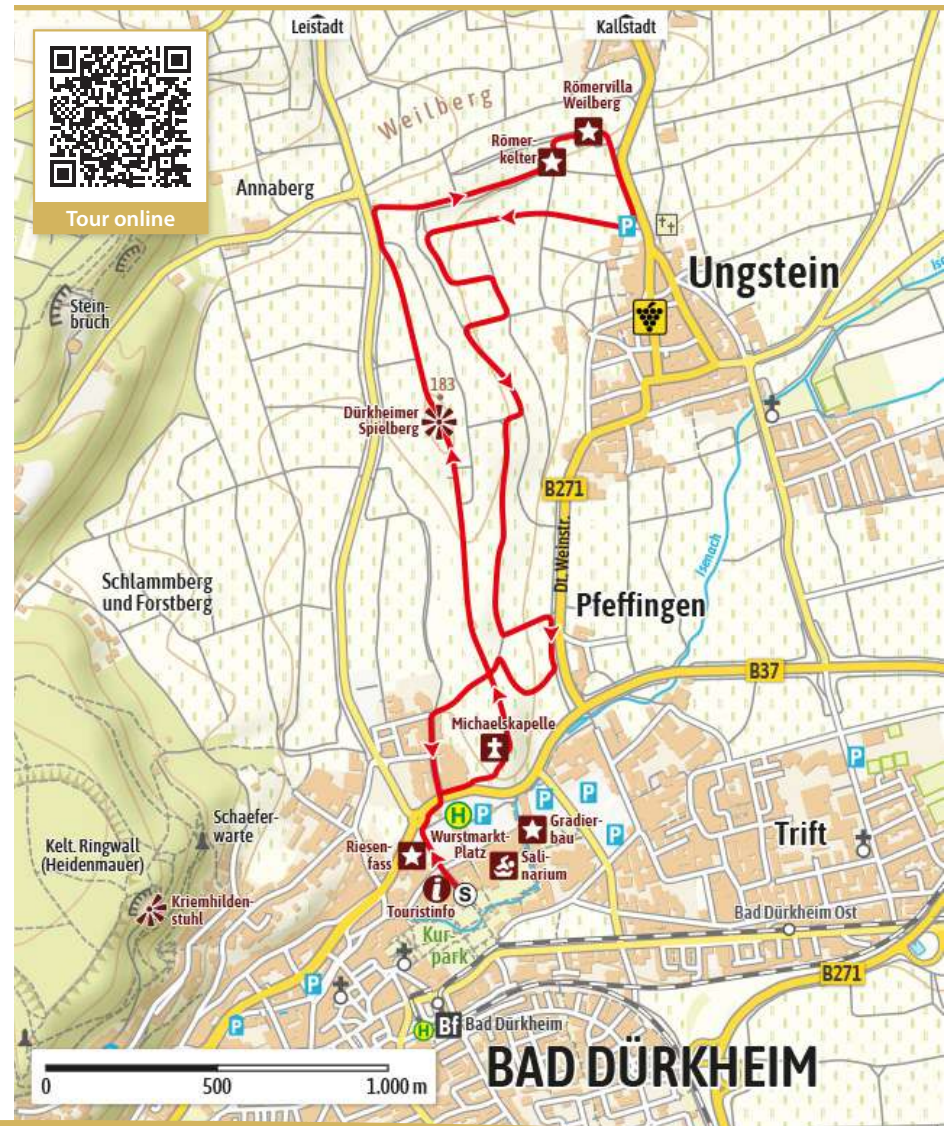 Leistadt
Kallstadt
Tour online
Weilberg
Römervilla
Weilberg
Römer-
kelter
Annaberg
P
Ungstein
Stein-
bruch
183
Dürkheimer
Spielberg
B271
Dt. Weinstr.
Isenach
Schlammberg
und Forstberg
Pfeffingen
B37
Michaelskapelle
P
Schaefer-
warte
H
P
P
P
P
Gradier-
bau
Trift
Kelt. Ringwall
(Heidenmauer)
Riesen-
fass
Wurstmarkt-
Platz
Sali-
narium
Kriemhilden-
stuhl
i
S
Touristinfo
Kur-
park
Bad Dürkheim Ost
B271
P
P
H
Bf
Bad Dürkheim
BAD DÜRKHEIM
0
500
1.000 m